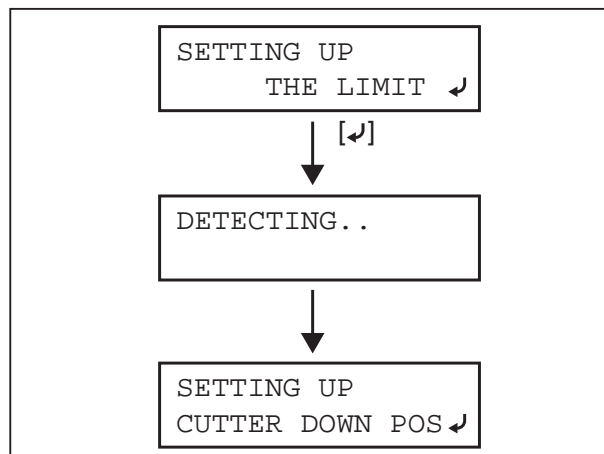 SETTING UP
THE LIMIT ↵
[↵]
DETECTING..
SETTING UP
CUTTER DOWN POS↵